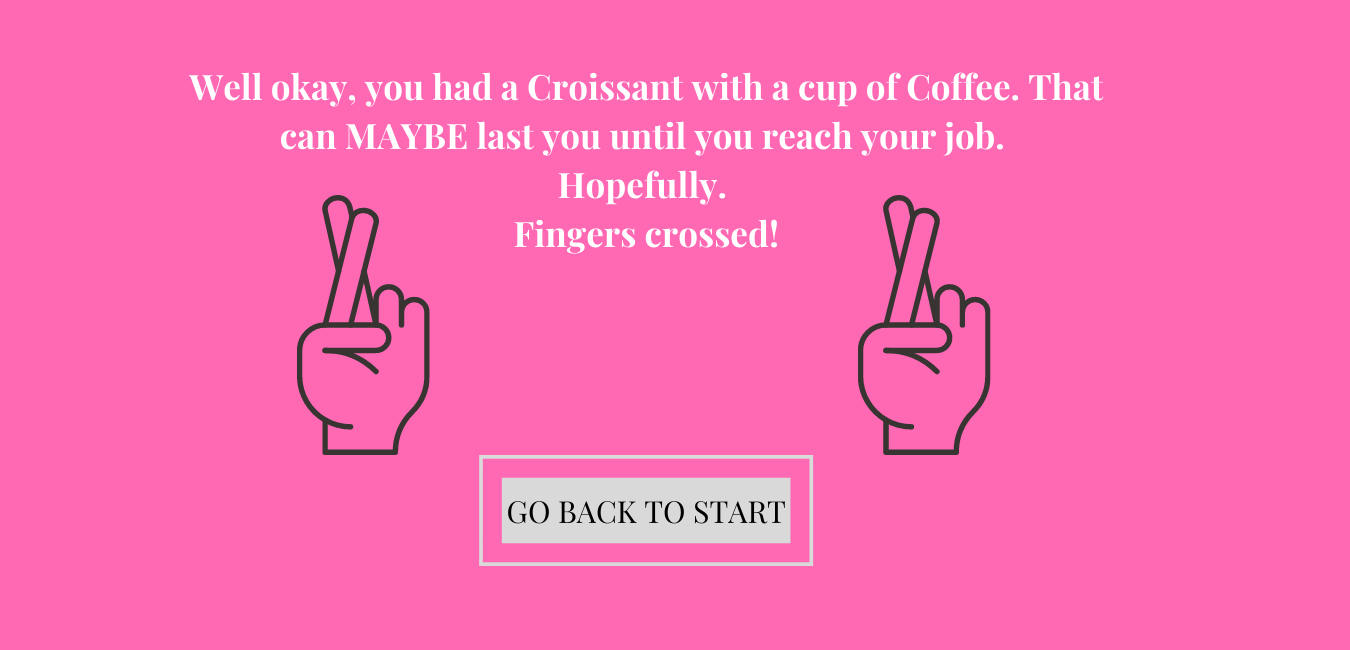 Well okay, you had a Croissant with a cup of Coffee. That
can MAYBE last you until you reach your job.
Hopefully.
Fingers crossed!
GO BACK TO START